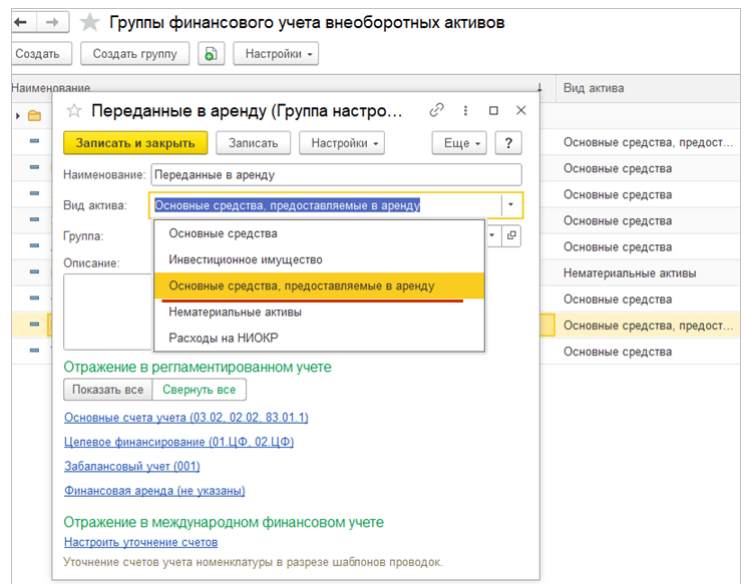 Группы финансового учета внеоборотных активов
Создать Создать группу Настройки
Наименование Вид актива
Переданные в аренду (Группа настро...
Записать и закрыть Записать Настройки Еще ?
Наименование: Переданные в аренду
Вид актива: Основные средства, предоставляемые в аренду
Группа:
Описание:
Основные средства
Инвестиционное имущество
Основные средства, предоставляемые в аренду
Нематериальные активы
Расходы на НИОКР
Отражение в регламентированном учете
Показать все Свернуть все
Основные счета учета (03.02, 02.02, 83.01.1)
Целевое финансирование (01.ЦФ, 02.ЦФ)
Забалансовый учет (001)
Финансовая аренда (не указаны)
Отражение в международном финансовом учете
Настроить уточнение счетов
Уточнение счетов учета номенклатуры в разрезе шаблонов проводок.
Основные средства, предост...
Основные средства
Основные средства
Основные средства
Основные средства
Нематериальные активы
Основные средства
Основные средства, предост...
Основные средства